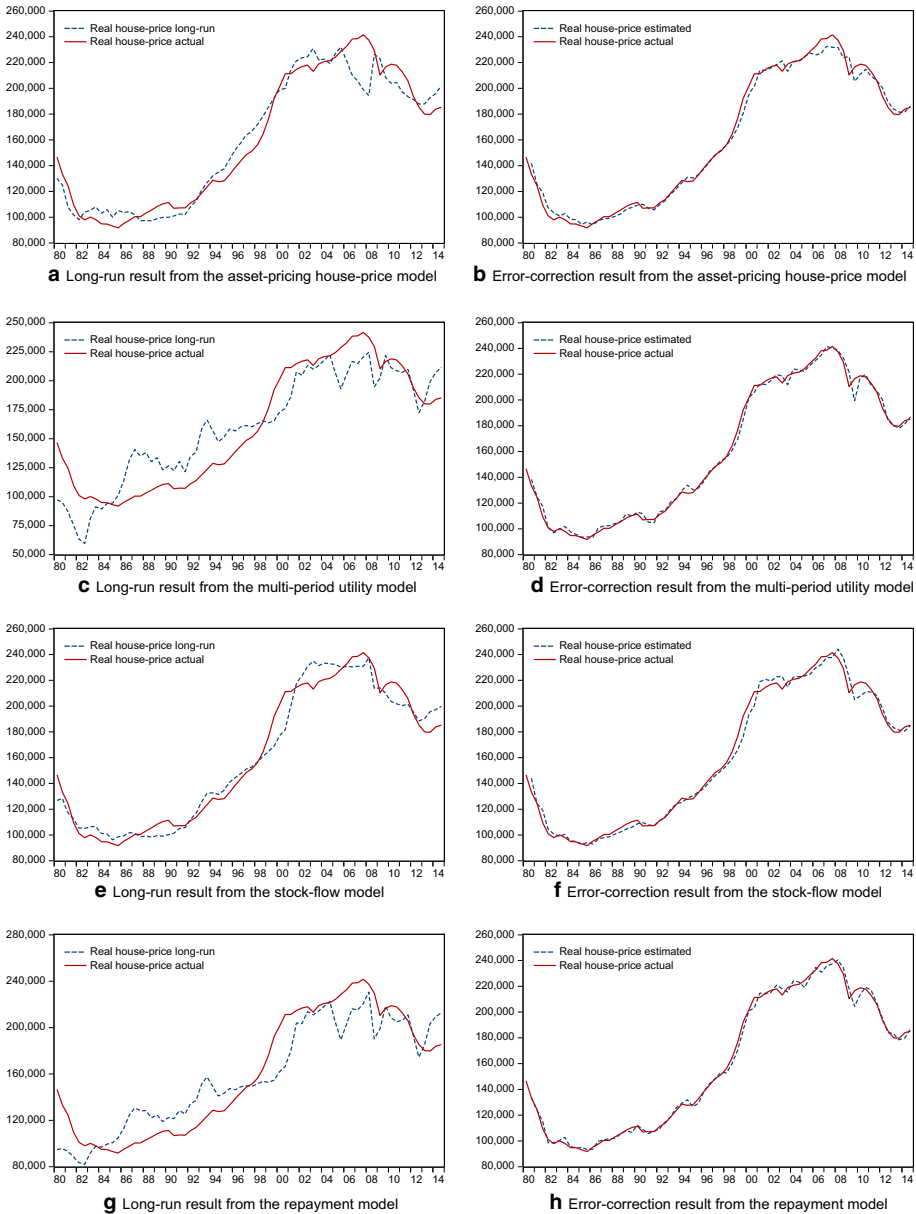 260,000
240,000
220,000
200,000
180,000
160,000
140,000
120,000
100,000
80,000
Real house-price long-run
Real house-price actual
80 82 84 86 88 90 92 94 96 98 00 02 04 06 08 10 12 14
a Long-run result from the asset-pricing house-price model
260,000
240,000
220,000
200,000
180,000
160,000
140,000
120,000
100,000
80,000
Real house-price estimated
Real house-price actual
80 82 84 86 88 90 92 94 96 98 00 02 04 06 08 10 12 14
b Error-correction result from the asset-pricing house-price model
250,000
225,000
200,000
175,000
150,000
125,000
100,000
75,000
50,000
Real house-price long-run
Real house-price actual
80 82 84 86 88 90 92 94 96 98 00 02 04 06 08 10 12 14
c Long-run result from the multi-period utility model
260,000
240,000
220,000
200,000
180,000
160,000
140,000
120,000
100,000
80,000
Real house-price estimated
Real house-price actual
80 82 84 86 88 90 92 94 96 98 00 02 04 06 08 10 12 14
d Error-correction result from the multi-period utility model
260,000
240,000
220,000
200,000
180,000
160,000
140,000
120,000
100,000
80,000
Real house-price long-run
Real house-price actual
80 82 84 86 88 90 92 94 96 98 00 02 04 06 08 10 12 14
e Long-run result from the stock-flow model
260,000
240,000
220,000
200,000
180,000
160,000
140,000
120,000
100,000
80,000
Real house-price estimated
Real house-price actual
80 82 84 86 88 90 92 94 96 98 00 02 04 06 08 10 12 14
f Error-correction result from the stock-flow model
280,000
240,000
200,000
160,000
120,000
80,000
Real house-price long-run
Real house-price actual
80 82 84 86 88 90 92 94 96 98 00 02 04 06 08 10 12 14
g Long-run result from the repayment model
260,000
240,000
220,000
200,000
180,000
160,000
140,000
120,000
100,000
80,000
Real house-price estimated
Real house-price actual
80 82 84 86 88 90 92 94 96 98 00 02 04 06 08 10 12 14
h Error-correction result from the repayment model